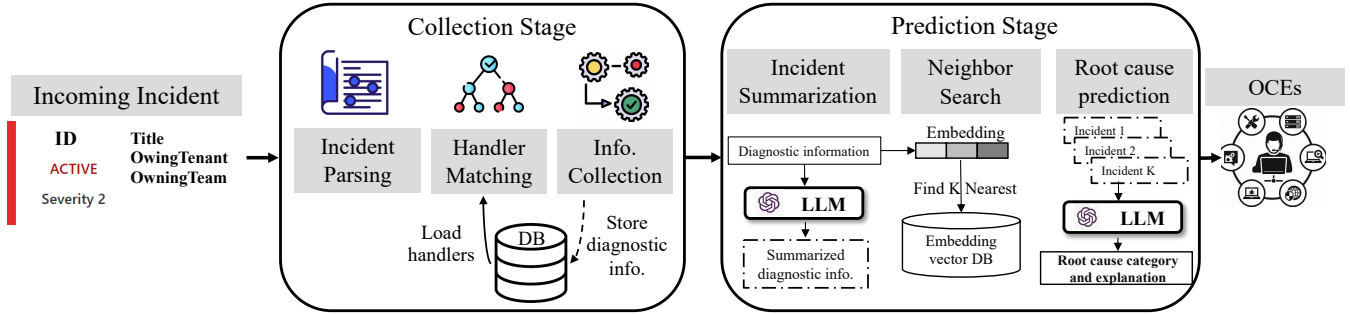 Collection Stage
Prediction Stage
Incoming Incident
ID
ACTIVE
Severity 2
Title
OwingTenant
OwningTeam
Incident
Parsing
Handler
Matching
Info.
Collection
Load
handlers
DB
Store
diagnostic
info.
Incident
Summarization
Neighbor
Search
Root cause
prediction
Diagnostic information
LLM
Summarized
diagnostic info.
Embedding
Find K Nearest
Embedding
vector DB
Incident 1
Incident 2
Incident K
LLM
Root cause category
and explanation
OCEs